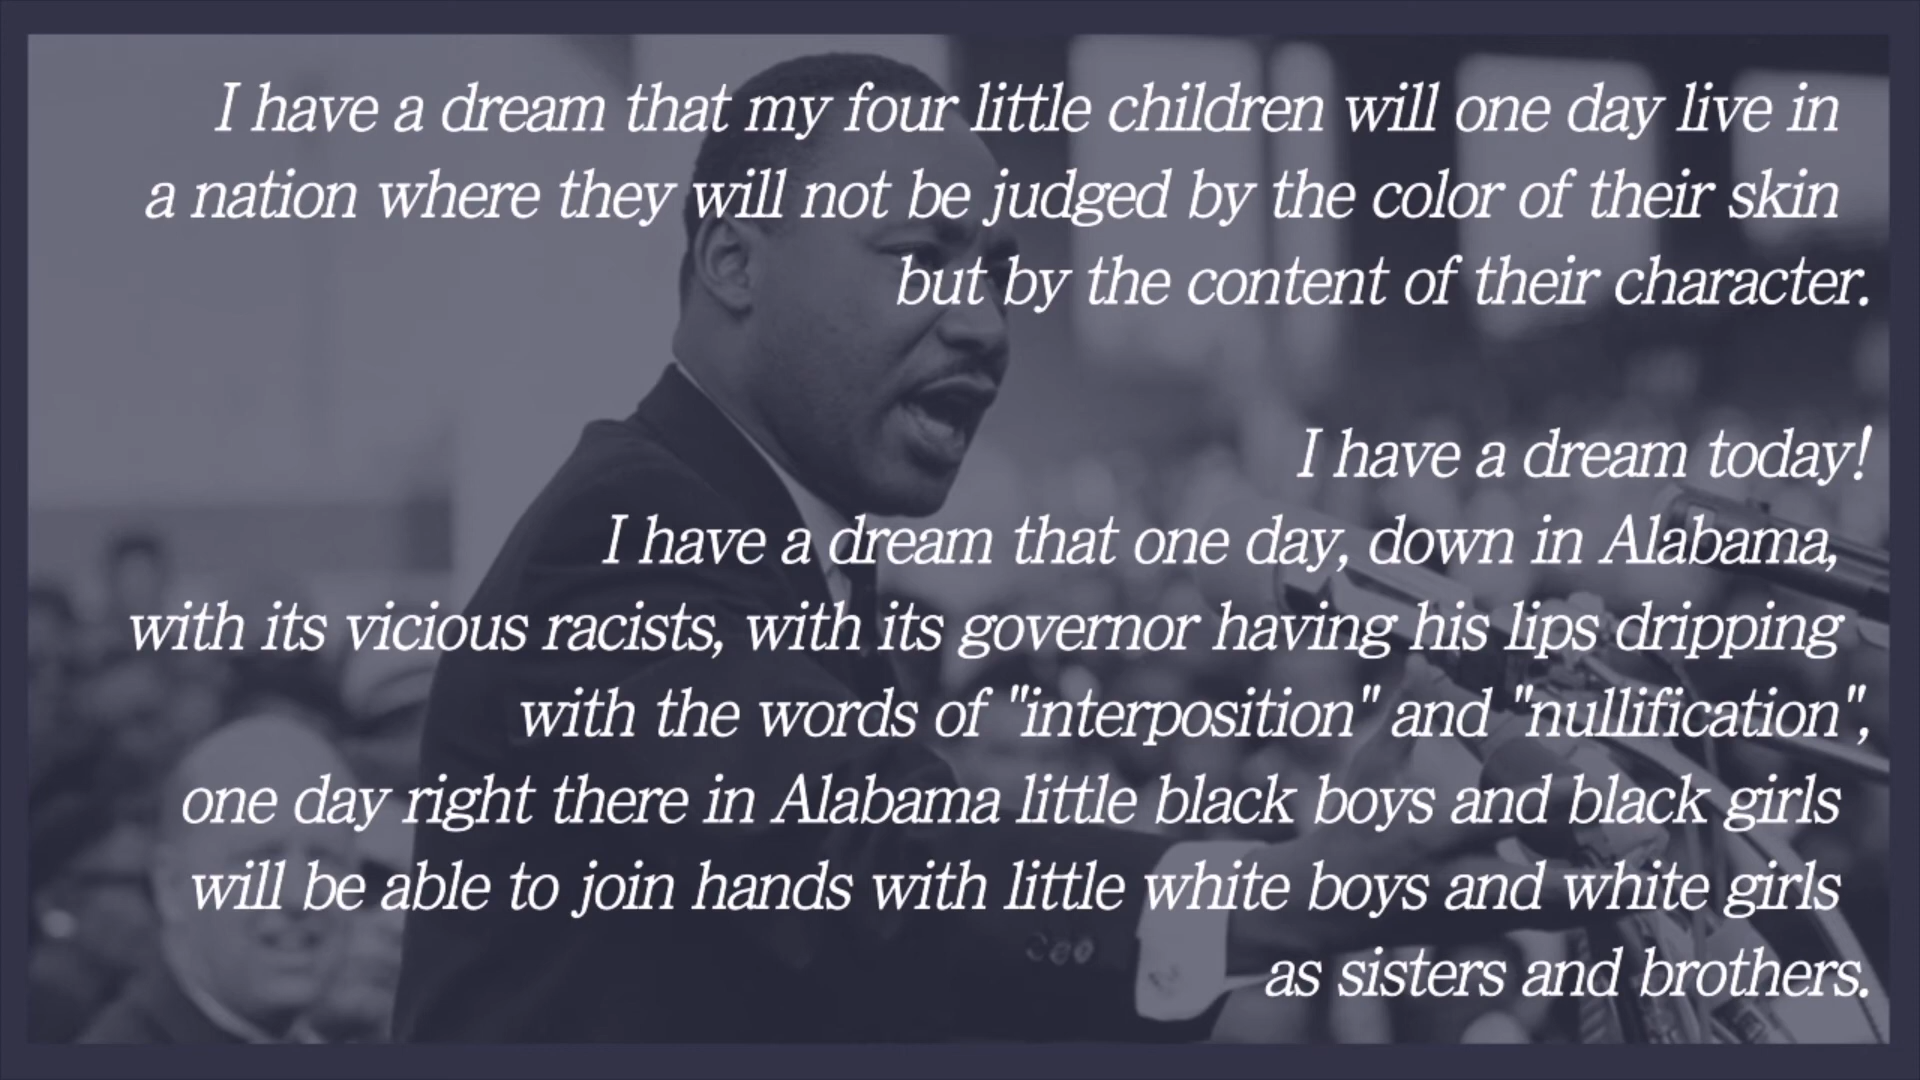 I have a dream that my four little children will one day live in
a nation where they will not be judged by the color of their skin
but by the content of their character.
I have a dream today!
I have a dream that one day, down in Alabama,
with its vicious racists, with its governor having his lips dripping
with the words of "interposition" and "nullification",
one day right there in Alabama little black boys and black girls
will be able to join hands with little white boys and white girls
as sisters and brothers.